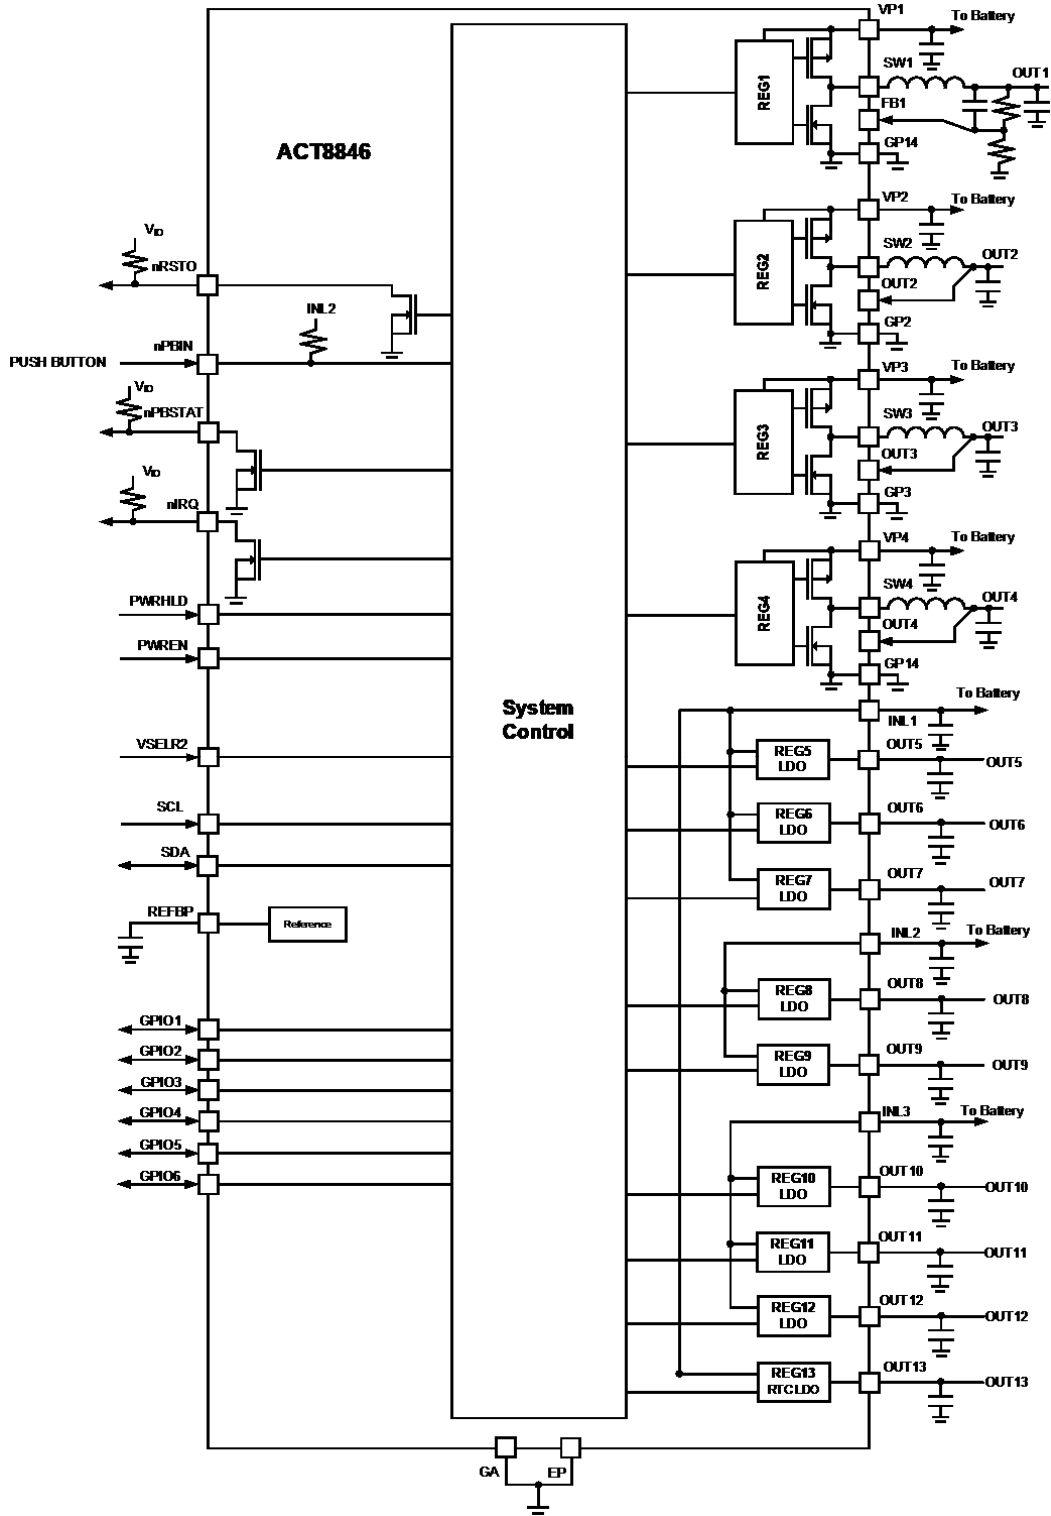 VP1
To Battery
SW1
OUT1
REG1
FB1
GP14
ACT8846
VP2
To Battery
SW2
OUT2
REG2
OUT2
GP2
VIO
nRSTO
INL2
nPBIN
PUSH BUTTON
VP3
To Battery
VIO
nPBSTAT
SW3
OUT3
REG3
OUT3
VIO
nIRQ
GP3
VP4
To Battery
SW4
OUT4
REG4
OUT4
GP14
PWRHLD
PWREN
To Battery
INL1
System
Control
VSELR2
OUT5
REG5
LDO
OUT5
SCL
OUT6
REG6
LDO
OUT6
SDA
OUT7
REG7
LDO
OUT7
REFBP
Reference
INL2
To Battery
OUT8
REG8
LDO
OUT8
GPIO1
GPIO2
OUT9
REG9
LDO
OUT9
GPIO3
GPIO4
INL3
To Battery
GPIO5
GPIO6
OUT10
REG10
LDO
OUT10
OUT11
REG11
LDO
OUT11
OUT12
REG12
LDO
OUT12
OUT13
REG13
RTC LDO
OUT13
GA
EP